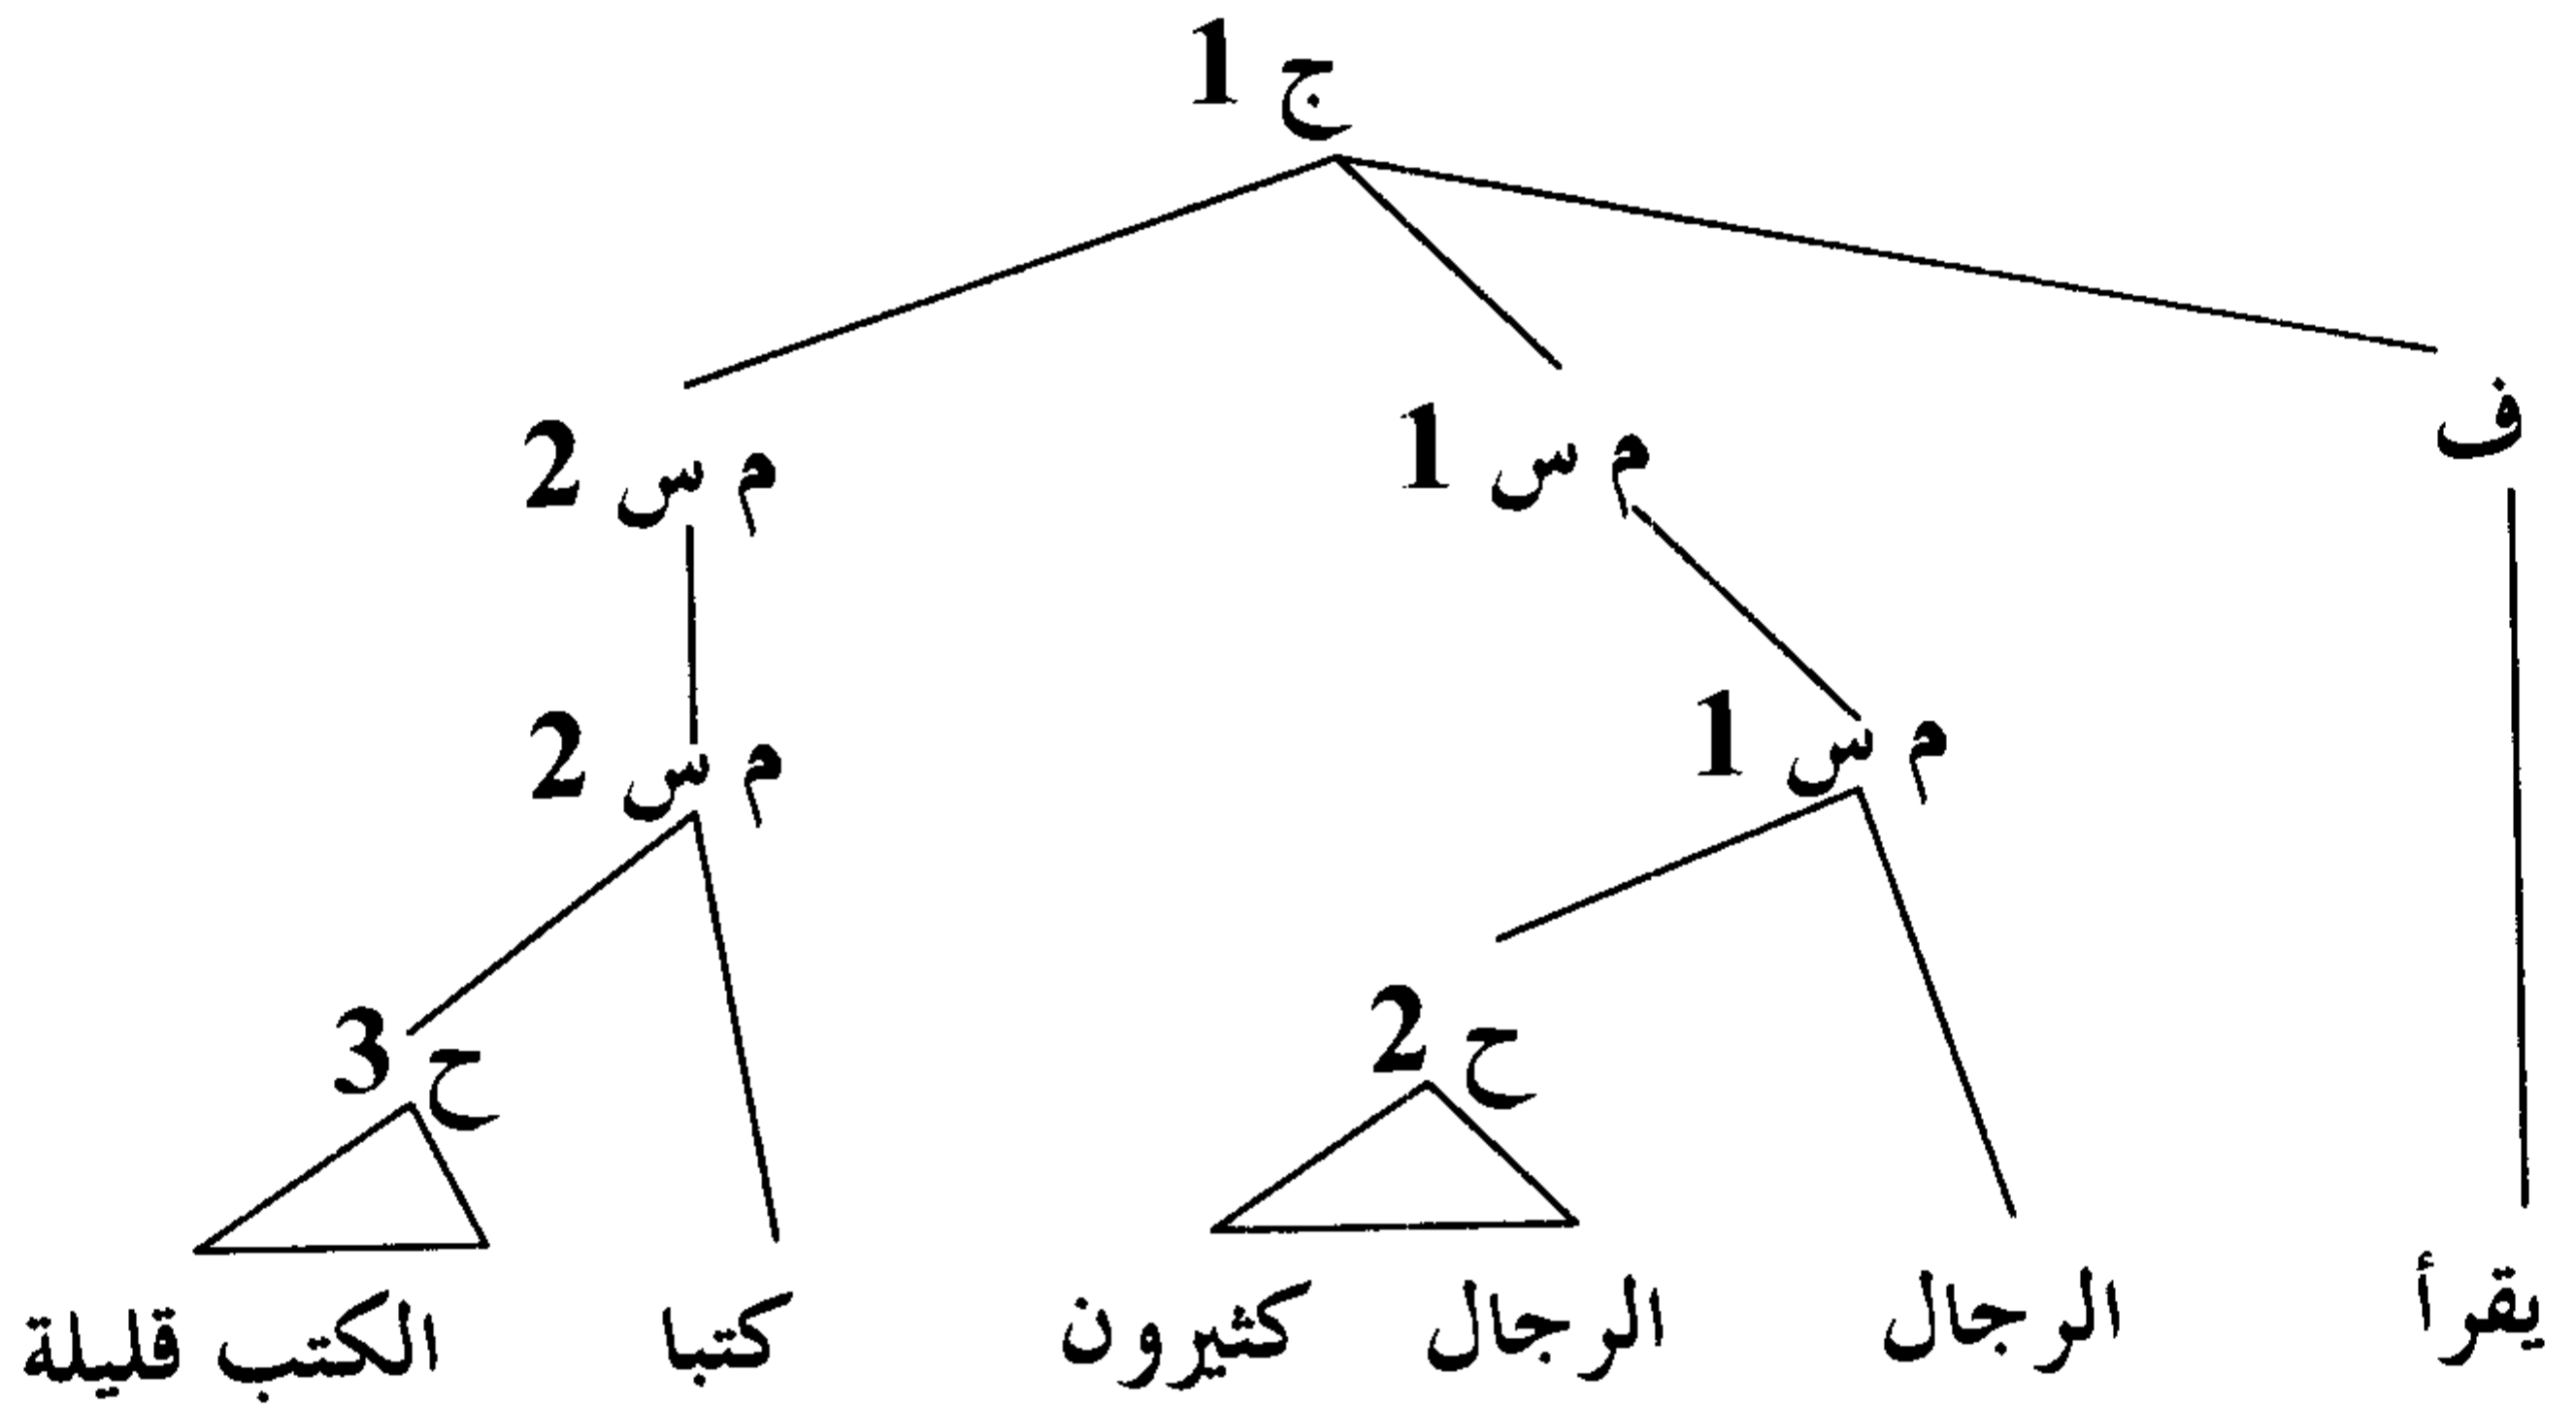 ج 1
ف م س 1 م س 2
م س 1 م س 2
ح 2 ح 3
يقرأ الرجال الرجال كثيرون كتبا الكتب قليلة